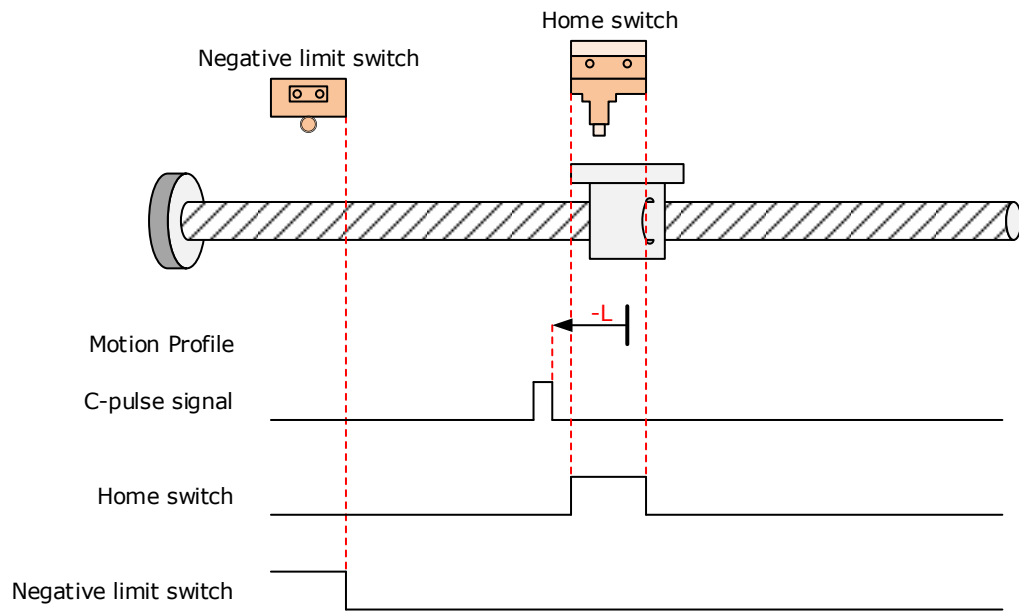 Home switch
Negative limit switch
-L
Motion Profile
C-pulse signal
Home switch
Negative limit switch